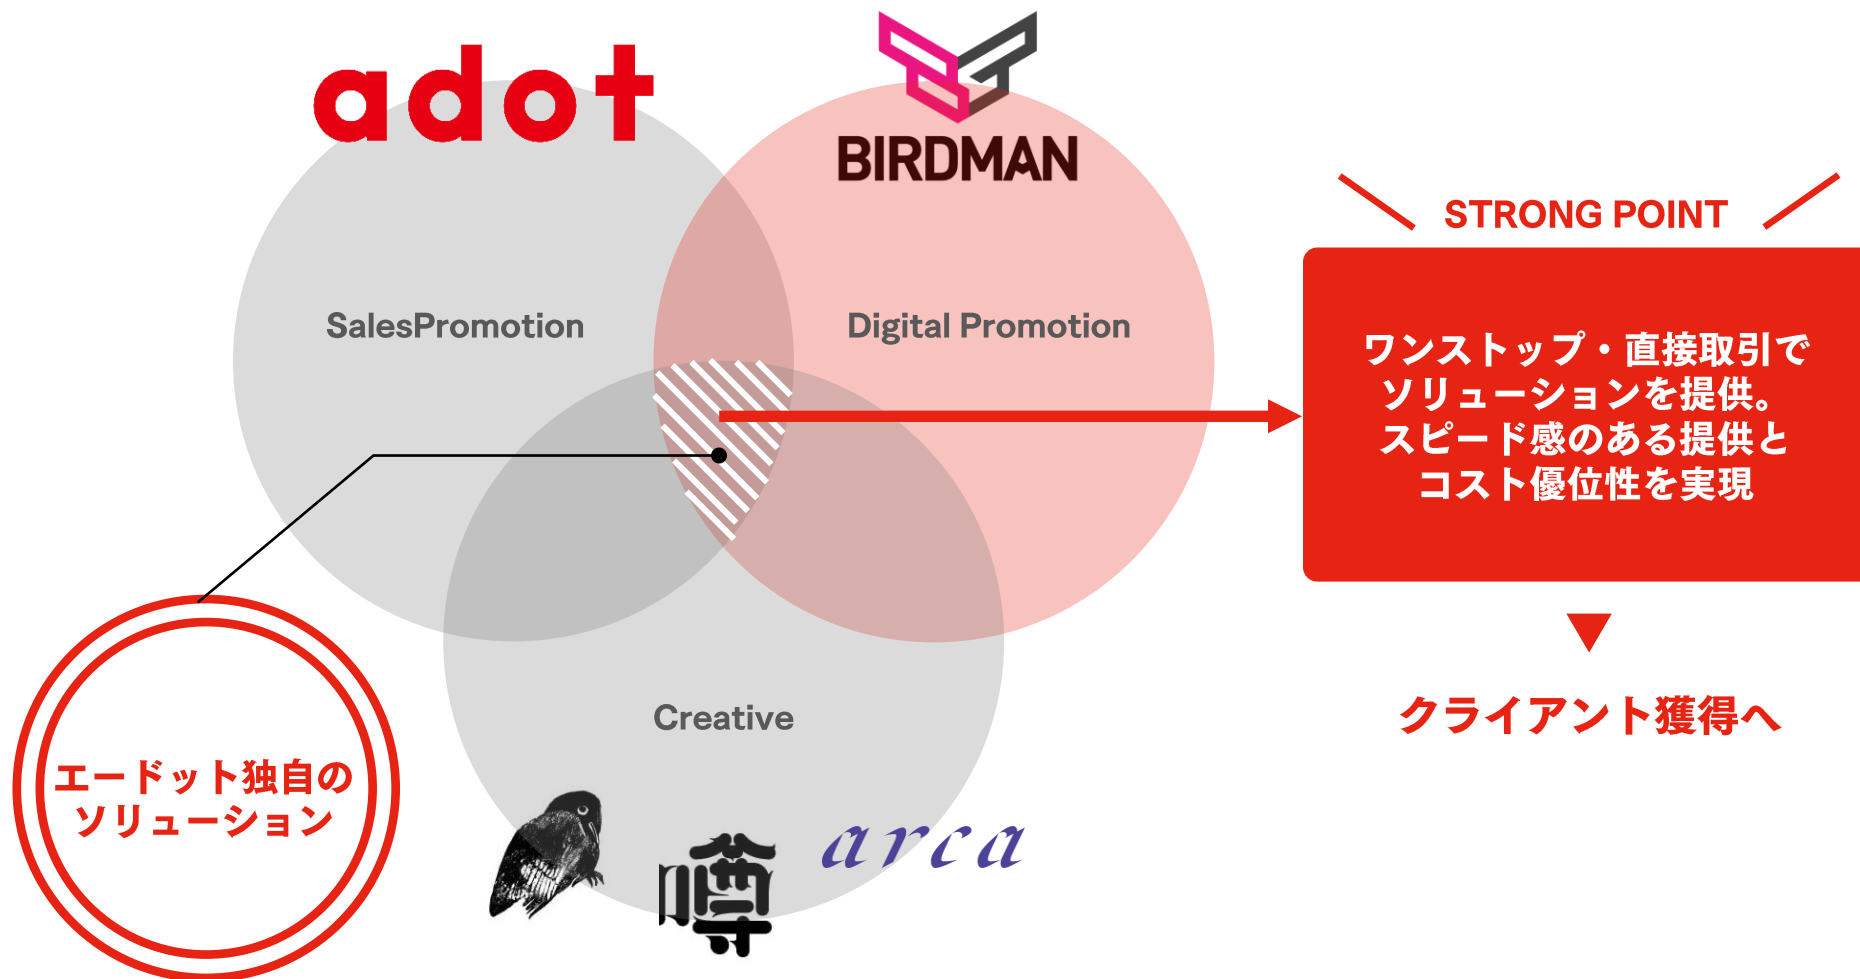 adot
BIRDMAN
SalesPromotion
Digital Promotion
Creative
噂
arca
エードット独自の
ソリューション
STRONG POINT
ワンストップ・直接取引で
ソリューションを提供。
スピード感のある提供と
コスト優位性を実現
クライアント獲得へ